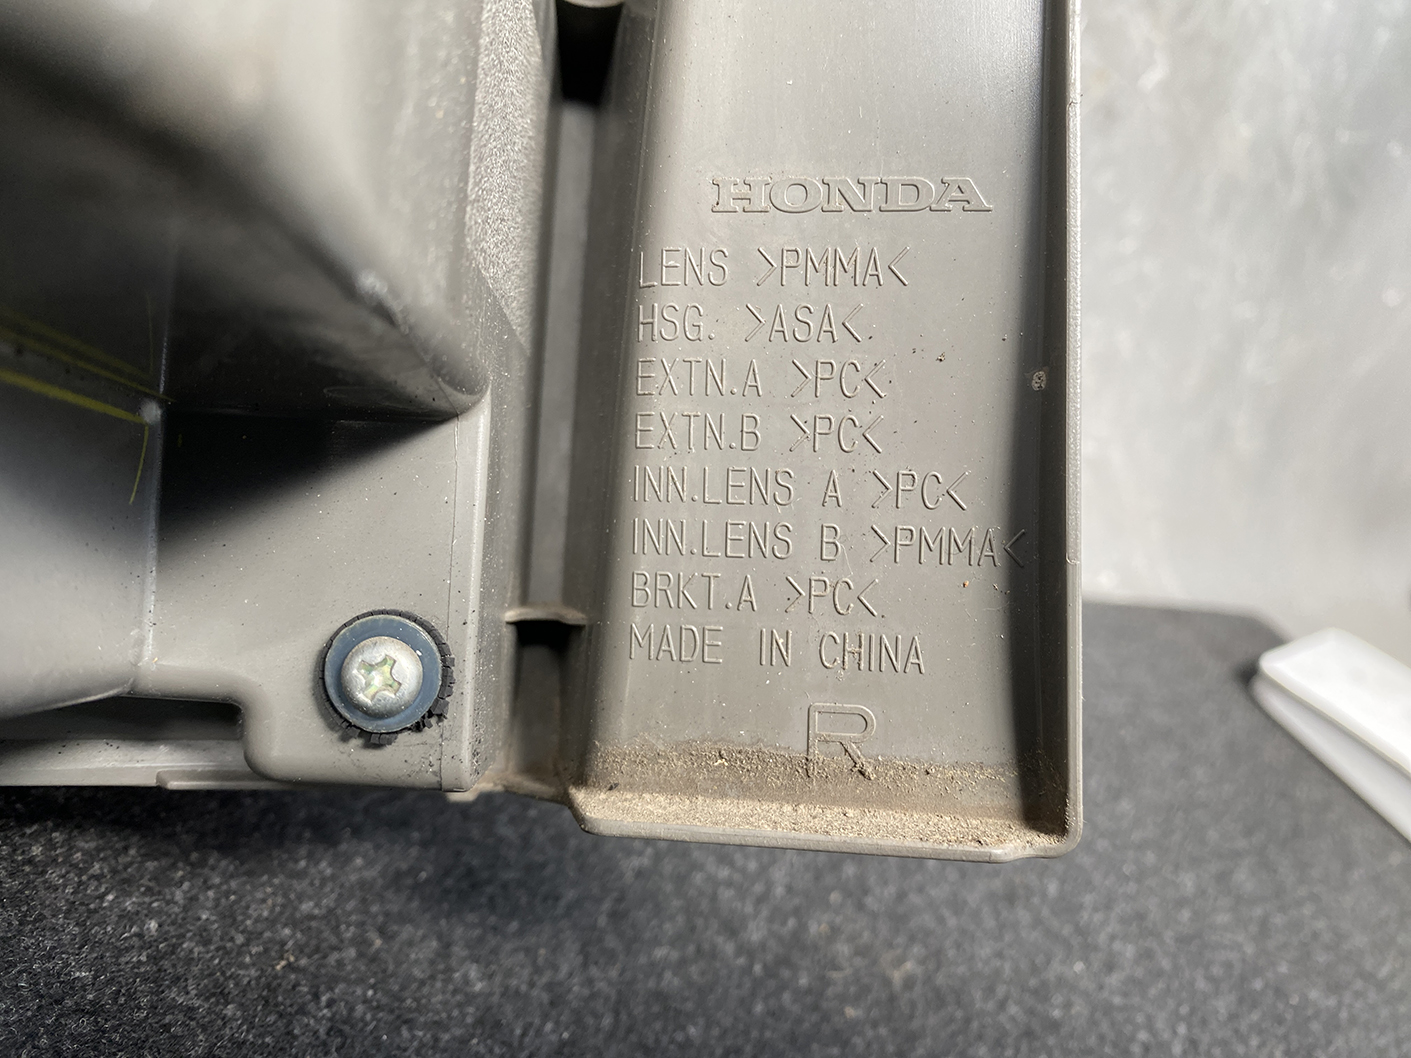 HONDA
LENS >PMMA<
HSG. >ASA<
EXTN.A >PC<
EXTN.B >PC<
INN.LENS A >PC<
INN.LENS B >PMMA<
BRKT.A >PC<
MADE IN CHINA
R